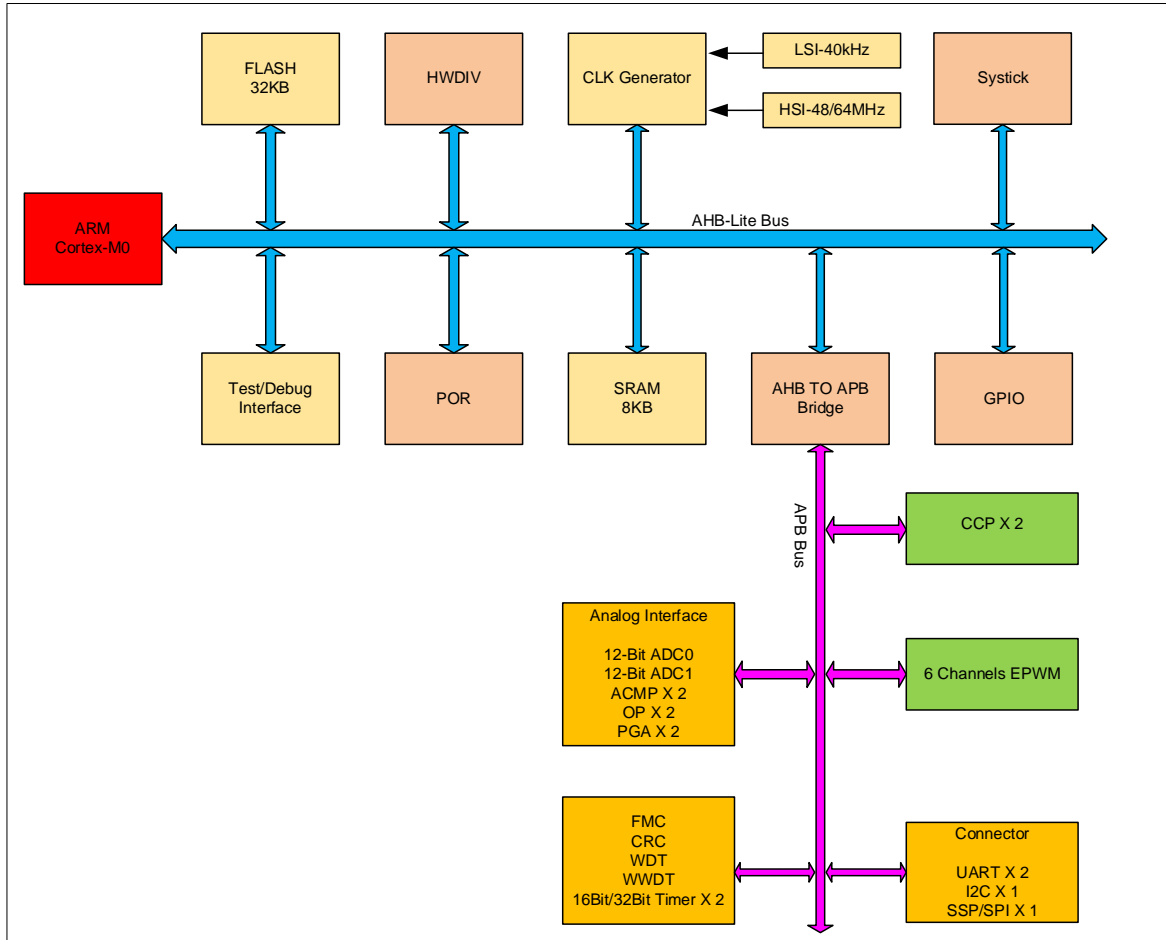 FLASH
32KB
HWDIV
CLK Generator
LSI-40kHz
HSI-48/64MHz
Systick
ARM
Cortex-M0
AHB-Lite Bus
Test/Debug
Interface
POR
SRAM
8KB
AHB TO APB
Bridge
GPIO
APB Bus
CCP X 2
Analog Interface
12-Bit ADC0
12-Bit ADC1
ACMP X 2
OP X 2
PGA X 2
6 Channels EPWM
FMC
CRC
WDT
WWDT
16Bit/32Bit Timer X 2
Connector
UART X 2
I2C X 1
SSP/SPI X 1